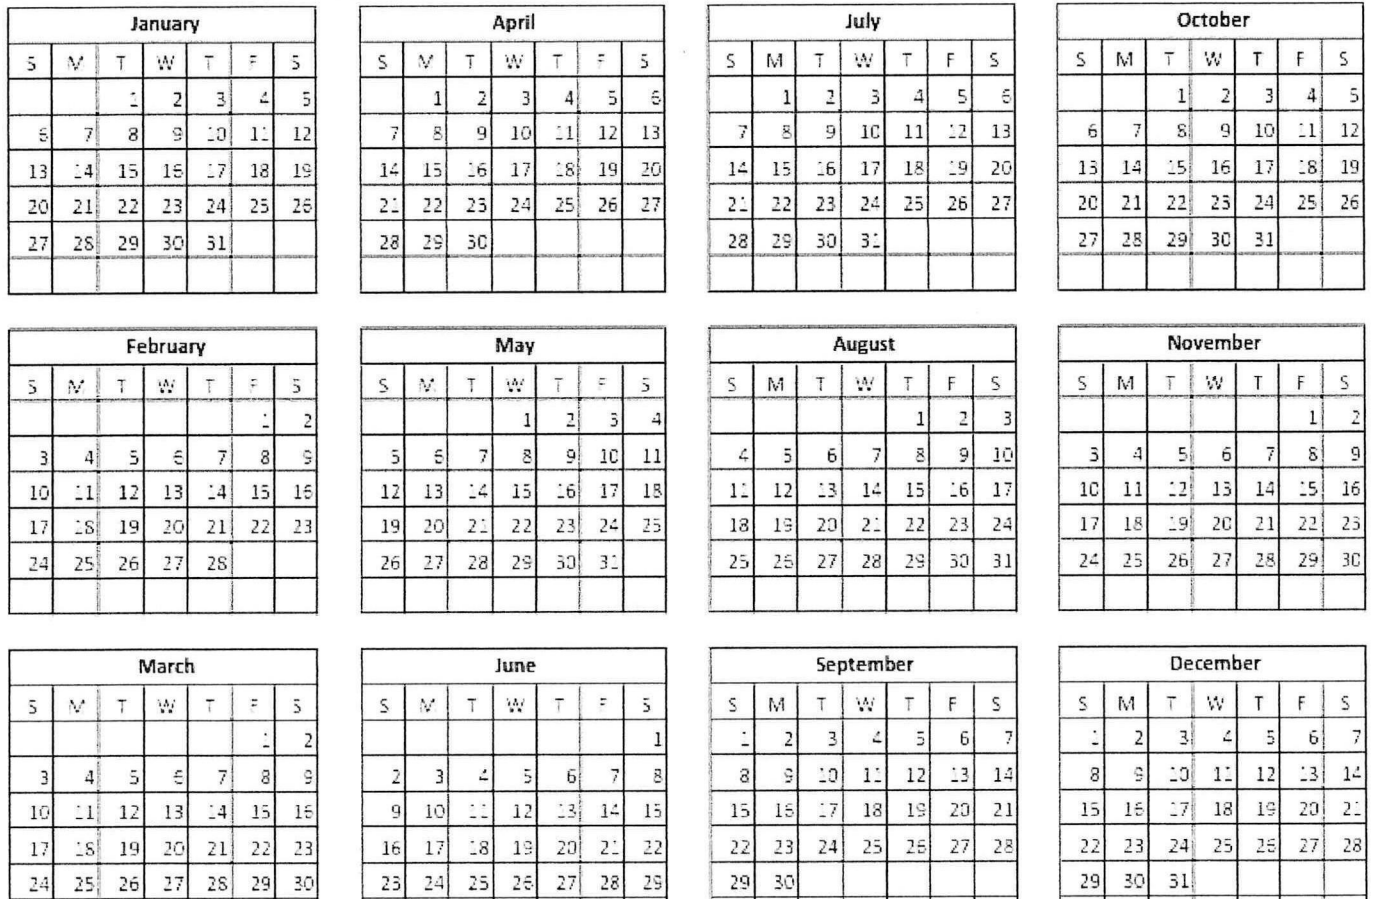 January
S M T W T F S
1 2 3 4 5
6 7 8 9 10 11 12
13 14 15 16 17 18 19
20 21 22 23 24 25 26
27 28 29 30 31
February
S M T W T F S
1 2
3 4 5 6 7 8 9
10 11 12 13 14 15 16
17 18 19 20 21 22 23
24 25 26 27 28
March
S M T W T F S
1 2
3 4 5 6 7 8 9
10 11 12 13 14 15 16
17 18 19 20 21 22 23
24 25 26 27 28 29 30
April
S M T W T F S
1 2 3 4 5 6
7 8 9 10 11 12 13
14 15 16 17 18 19 20
21 22 23 24 25 26 27
28 29 30
May
S M T W T F S
1 2 3 4
5 6 7 8 9 10 11
12 13 14 15 16 17 18
19 20 21 22 23 24 25
26 27 28 29 30 31
June
S M T W T F S
1
2 3 4 5 6 7 8
9 10 11 12 13 14 15
16 17 18 19 20 21 22
23 24 25 26 27 28 29
July
S M T W T F S
1 2 3 4 5 6
7 8 9 10 11 12 13
14 15 16 17 18 19 20
21 22 23 24 25 26 27
28 29 30 31
August
S M T W T F S
1 2 3
4 5 6 7 8 9 10
11 12 13 14 15 16 17
18 19 20 21 22 23 24
25 26 27 28 29 30 31
September
S M T W T F S
1 2 3 4 5 6 7
8 9 10 11 12 13 14
15 16 17 18 19 20 21
22 23 24 25 26 27 28
29 30
October
S M T W T F S
1 2 3 4 5
6 7 8 9 10 11 12
13 14 15 16 17 18 19
20 21 22 23 24 25 26
27 28 29 30 31
November
S M T W T F S
1 2
3 4 5 6 7 8 9
10 11 12 13 14 15 16
17 18 19 20 21 22 23
24 25 26 27 28 29 30
December
S M T W T F S
1 2 3 4 5 6 7
8 9 10 11 12 13 14
15 16 17 18 19 20 21
22 23 24 25 26 27 28
29 30 31